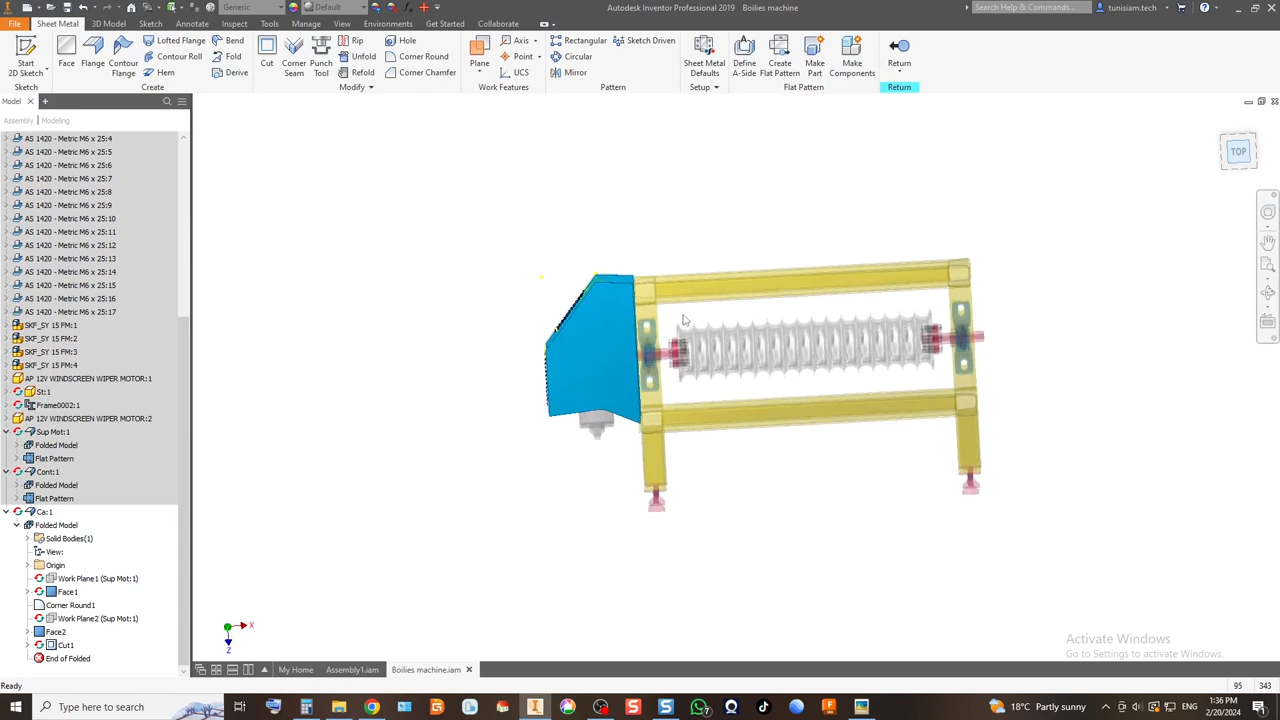 Generic
Default
Autodesk Inventor Professional 2019 Boilies machine
Search Help & Commands...
tunisiam.tech
File
Sheet Metal
3D Model
Sketch
Annotate
Inspect
Tools
Manage
View
Environments
Get Started
Collaborate
Start
2D Sketch
Face
Flange
Contour
Flange
Lofted Flange
Contour Roll
Hem
Bend
Fold
Derive
Cut
Corner
Seam
Punch
Tool
Rip
Unfold
Refold
Hole
Corner Round
Corner Chamfer
Plane
Axis
Point
UCS
Rectangular
Circular
Mirror
Sketch Driven
Sheet Metal
Defaults
Define
A-Side
Create
Flat Pattern
Make
Part
Make
Components
Return
Sketch
Create
Modify
Work Features
Pattern
Setup
Flat Pattern
Return
Model
Assembly
Modeling
AS 1420 - Metric M6 x 25:4
AS 1420 - Metric M6 x 25:5
AS 1420 - Metric M6 x 25:6
AS 1420 - Metric M6 x 25:7
AS 1420 - Metric M6 x 25:8
AS 1420 - Metric M6 x 25:9
AS 1420 - Metric M6 x 25:10
AS 1420 - Metric M6 x 25:11
AS 1420 - Metric M6 x 25:12
AS 1420 - Metric M6 x 25:13
AS 1420 - Metric M6 x 25:14
AS 1420 - Metric M6 x 25:15
AS 1420 - Metric M6 x 25:16
AS 1420 - Metric M6 x 25:17
SKF_SY 15 FM:1
SKF_SY 15 FM:2
SKF_SY 15 FM:3
SKF_SY 15 FM:4
AP 12V WINDSCREEN WIPER MOTOR:1
St:1
Frame0002:1
AP 12V WINDSCREEN WIPER MOTOR:2
Sup Mot:1
Folded Model
Flat Pattern
Cont:1
Folded Model
Flat Pattern
Ca:1
Folded Model
Solid Bodies(1)
View:
Origin
Work Plane1 (Sup Mot:1)
Face1
Corner Round1
Work Plane2 (Sup Mot:1)
Face2
Cut1
End of Folded
TOP
X
Z
Activate Windows
Go to Settings to activate Windows.
My Home
Assembly1.iam
Boilies machine.iam
Ready
95
343
Type here to search
18°C Partly sunny
1:36 PM
2/20/2024